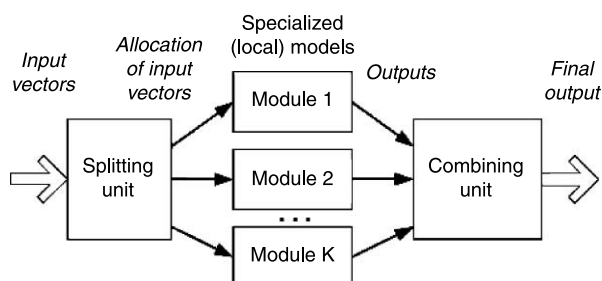 Input
vectors
Allocation
of input
vectors
Specialized
(local) models
Outputs
Final
output
Splitting
unit
Module 1
Module 2
...
Module K
Combining
unit